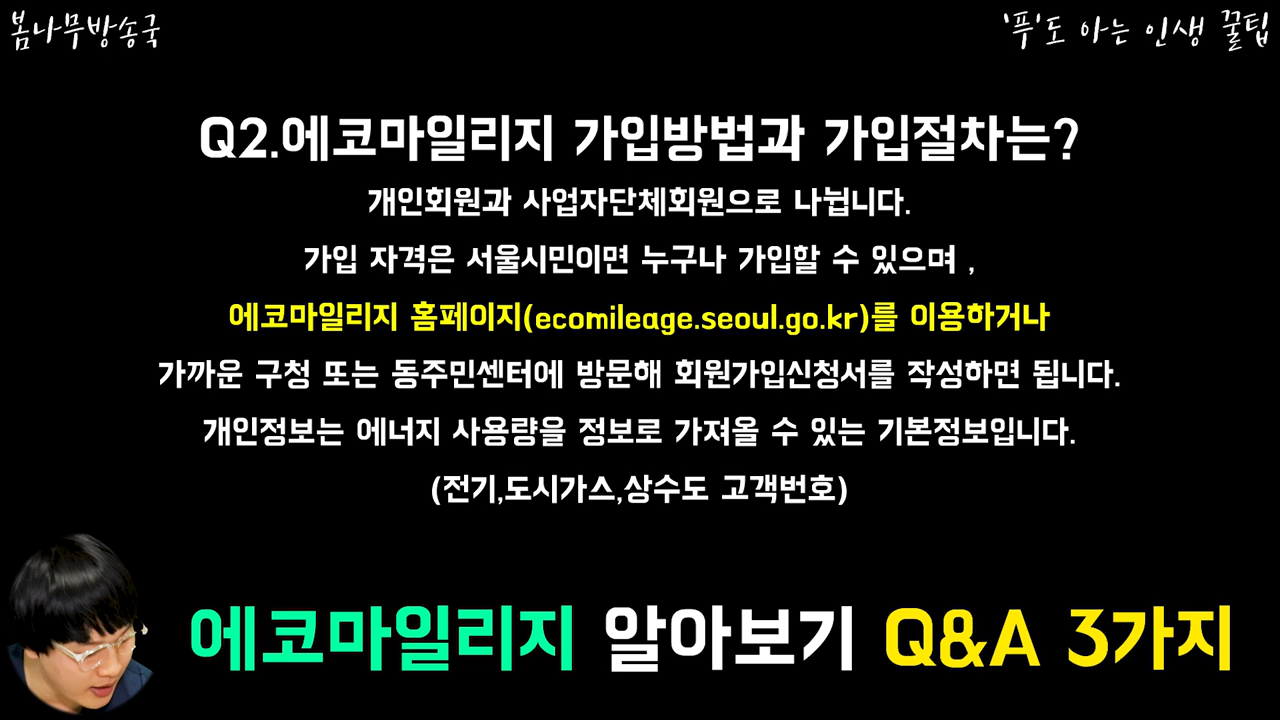 봄나무방송국
'푸'도 아는 인생 꿀팁
Q2.에코마일리지 가입방법과 가입절차는?
개인회원과 사업자단체회원으로 나뉩니다.
가입 자격은 서울시민이면 누구나 가입할 수 있으며 ,
에코마일리지 홈페이지(ecomileage.seoul.go.kr)를 이용하거나
가까운 구청 또는 동주민센터에 방문해 회원가입신청서를 작성하면 됩니다.
개인정보는 에너지 사용량을 정보로 가져올 수 있는 기본정보입니다.
(전기,도시가스,상수도 고객번호)
에코마일리지 알아보기 Q&A 3가지